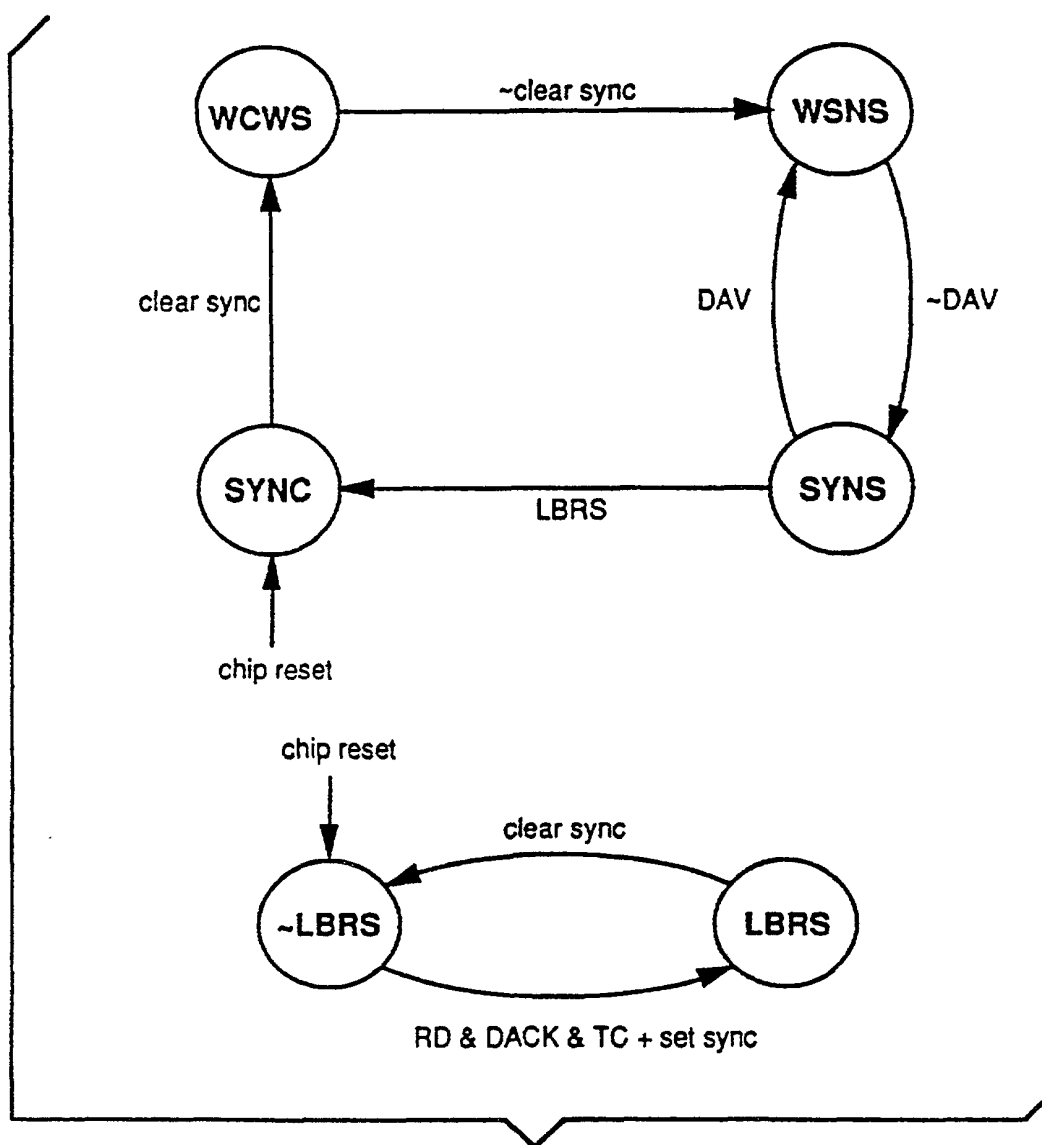 WCWS
~clear sync
WSNS
clear sync
DAV
~DAV
SYNC
LBRS
SYNS
chip reset
chip reset
clear sync
~LBRS
LBRS
RD & DACK & TC + set sync